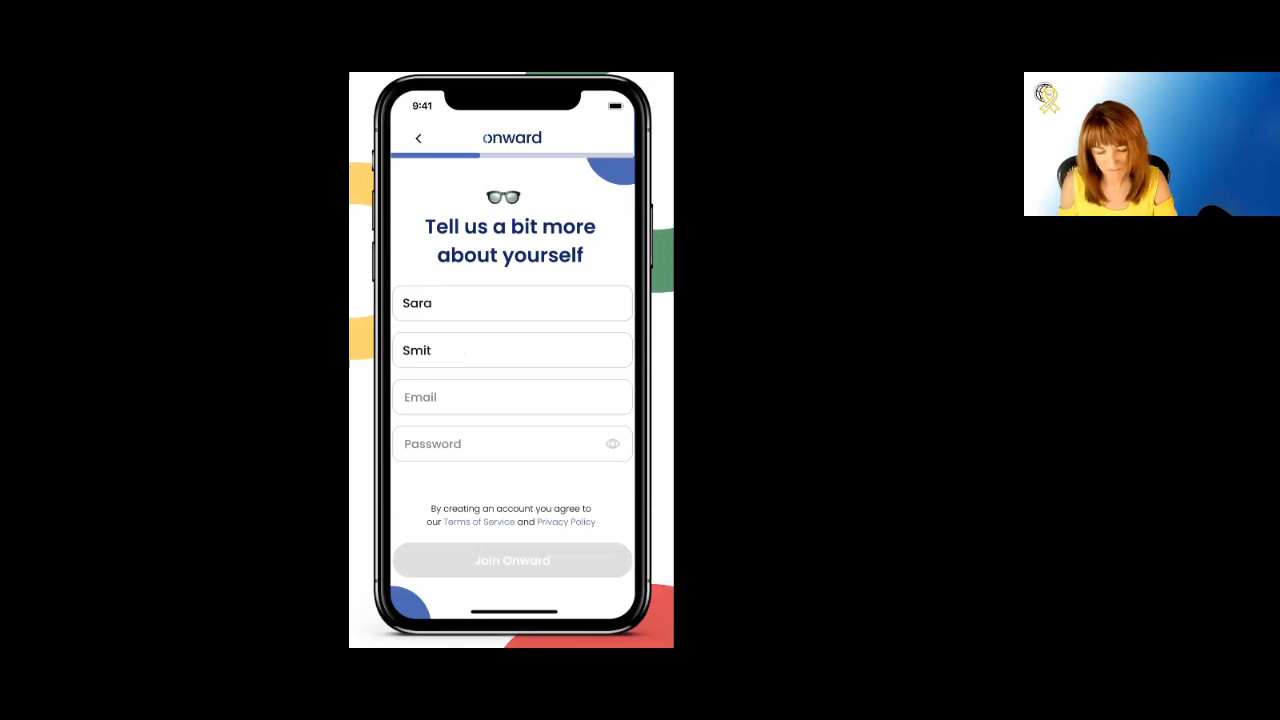 9:41
onward
Tell us a bit more
about yourself
Sara
Smit
Email
Password
By creating an account you agree to
our Terms of Service and Privacy Policy
Join Onward